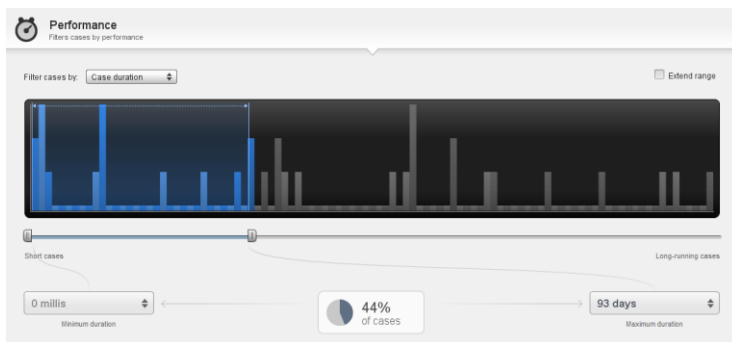 Performance
Filters cases by performance
Filter cases by: Case duration
Extend range
Short cases
Long-running cases
0 millis
44%
of cases
93 days
Minimum duration
Maximum duration